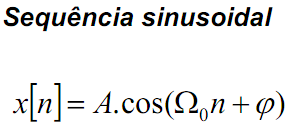 Sequência sinusoidal
x[n] = A.cos(Ω₀n + φ)